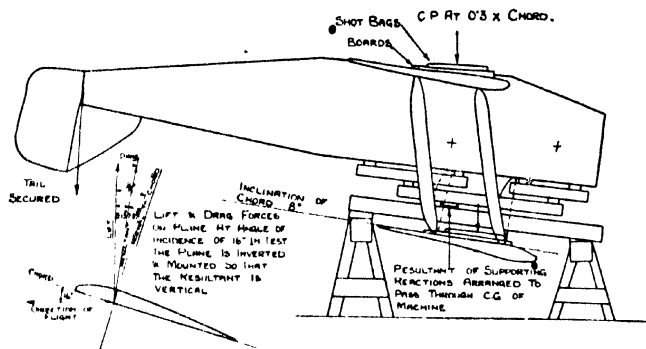 SHOT BAGS
C P AT 0·3 X CHORD.
BOARDS
TAIL
SECURED
INCLINATION OF
CHORD 8°
LIFT
DRAG
LIFT & DRAG FORCES
ON PLANE AT ANGLE OF
INCIDENCE OF 16° IN TEST
THE PLANE IS INVERTED
& MOUNTED SO THAT
THE RESULTANT IS
VERTICAL
CHORD
16°
DIRECTION OF
FLIGHT
RESULTANT OF SUPPORTING
REACTIONS ARRANGED TO
PASS THROUGH C.G OF
MACHINE